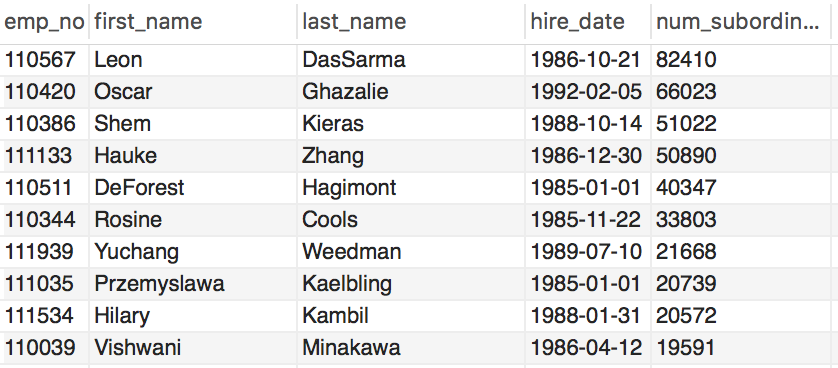 emp_no first_name last_name hire_date num_subordin...
110567 Leon DasSarma 1986-10-21 82410
110420 Oscar Ghazalie 1992-02-05 66023
110386 Shem Kieras 1988-10-14 51022
111133 Hauke Zhang 1986-12-30 50890
110511 DeForest Hagimont 1985-01-01 40347
110344 Rosine Cools 1985-11-22 33803
111939 Yuchang Weedman 1989-07-10 21668
111035 Przemyslawa Kaelbling 1985-01-01 20739
111534 Hilary Kambil 1988-01-31 20572
110039 Vishwani Minakawa 1986-04-12 19591